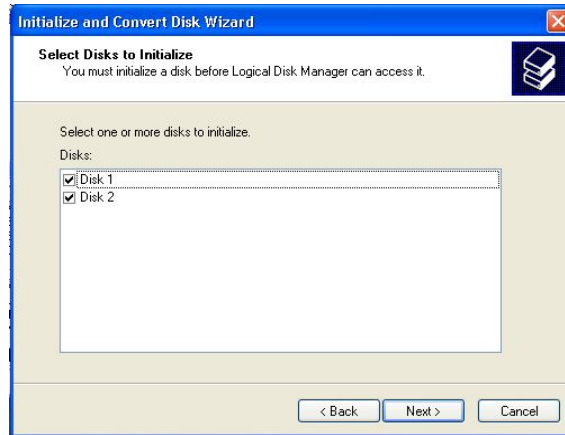 Initialize and Convert Disk Wizard
Select Disks to Initialize
You must initialize a disk before Logical Disk Manager can access it.
Select one or more disks to initialize.
Disks:
Disk 1
Disk 2
< Back
Next >
Cancel